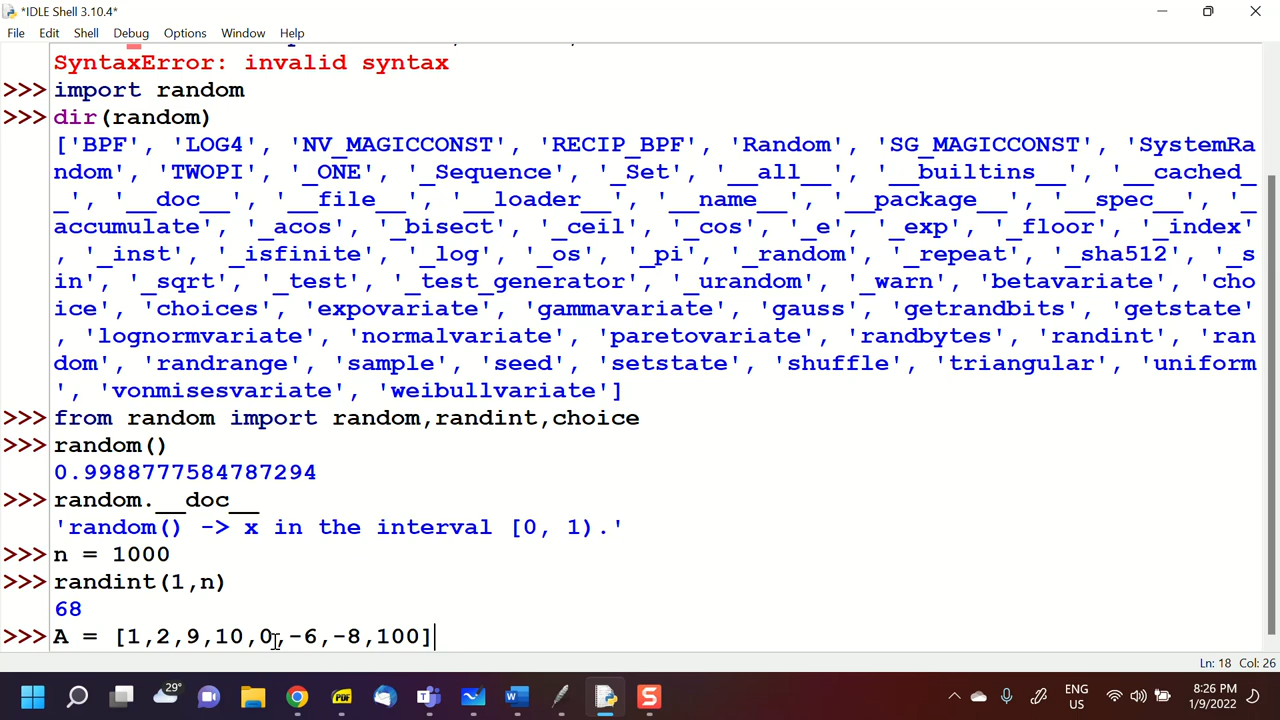 *IDLE Shell 3.10.4*
File Edit Shell Debug Options Window Help
SyntaxError: invalid syntax
>>> import random
>>> dir(random)
['BPF', 'LOG4', 'NV_MAGICCONST', 'RECIP_BPF', 'Random', 'SG_MAGICCONST', 'SystemRa
ndom', 'TWOPI', '_ONE', '_Sequence', '_Set', '__all__', '__builtins__', '__cached_
_', '__doc__', '__file__', '__loader__', '__name__', '__package__', '__spec__', '_
accumulate', '_acos', '_bisect', '_ceil', '_cos', '_e', '_exp', '_floor', '_index'
, '_inst', '_isfinite', '_log', '_os', '_pi', '_random', '_repeat', '_sha512', '_s
in', '_sqrt', '_test', '_test_generator', '_urandom', '_warn', 'betavariate', 'cho
ice', 'choices', 'expovariate', 'gammavariate', 'gauss', 'getrandbits', 'getstate'
, 'lognormvariate', 'normalvariate', 'paretovariate', 'randbytes', 'randint', 'ran
dom', 'randrange', 'sample', 'seed', 'setstate', 'shuffle', 'triangular', 'uniform
', 'vonmisesvariate', 'weibullvariate']
>>> from random import random,randint,choice
>>> random()
0.9988777584787294
>>> random.__doc__
'random() -> x in the interval [0, 1).'
>>> n = 1000
>>> randint(1,n)
68
>>> A = [1,2,9,10,0,-6,-8,100]
Ln: 18 Col: 26
29°
PDF
W
S
ENG
US
8:26 PM
1/9/2022